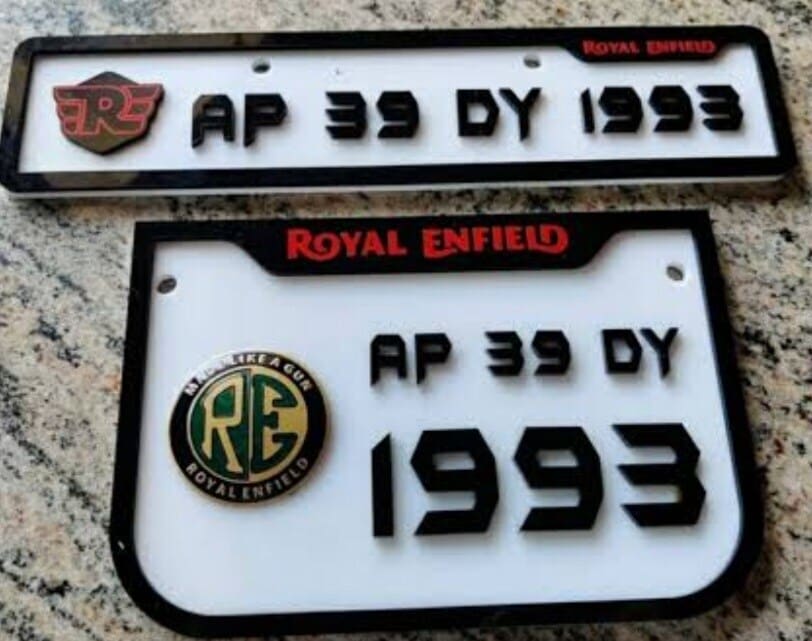 ROYAL ENFIELD
R
AP 39 DY 1993
ROYAL ENFIELD
AP 39 DY
MADE LIKE A GUN
RE
ROYAL ENFIELD
1993